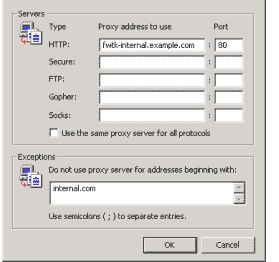 Servers
Type Proxy address to use Port
HTTP: fwtk-internal.example.com : 80
Secure: :
FTP: :
Gopher: :
Socks: :
Use the same proxy server for all protocols
Exceptions
Do not use proxy server for addresses beginning with:
internal.com
Use semicolons ( ; ) to separate entries.
OK Cancel